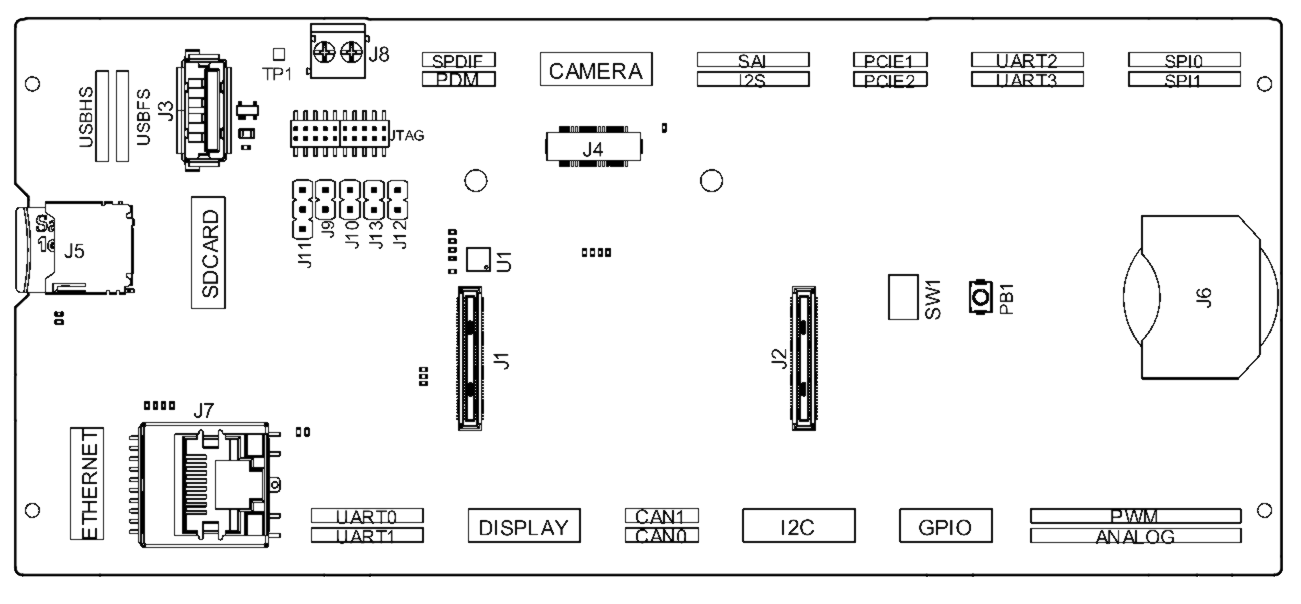 J8
TP1
SPDIF
PDM
CAMERA
SAI
I2S
PCIE1
PCIE2
UART2
UART3
SPI0
SPI1
USBHS
USBFS
J3
JTAG
J4
J5
SDCARD
J11
J9
J10
J13
J12
U1
SW1
PB1
J6
J1
J2
J7
ETHERNET
UART0
UART1
DISPLAY
CAN1
CAN0
I2C
GPIO
PWM
ANALOG